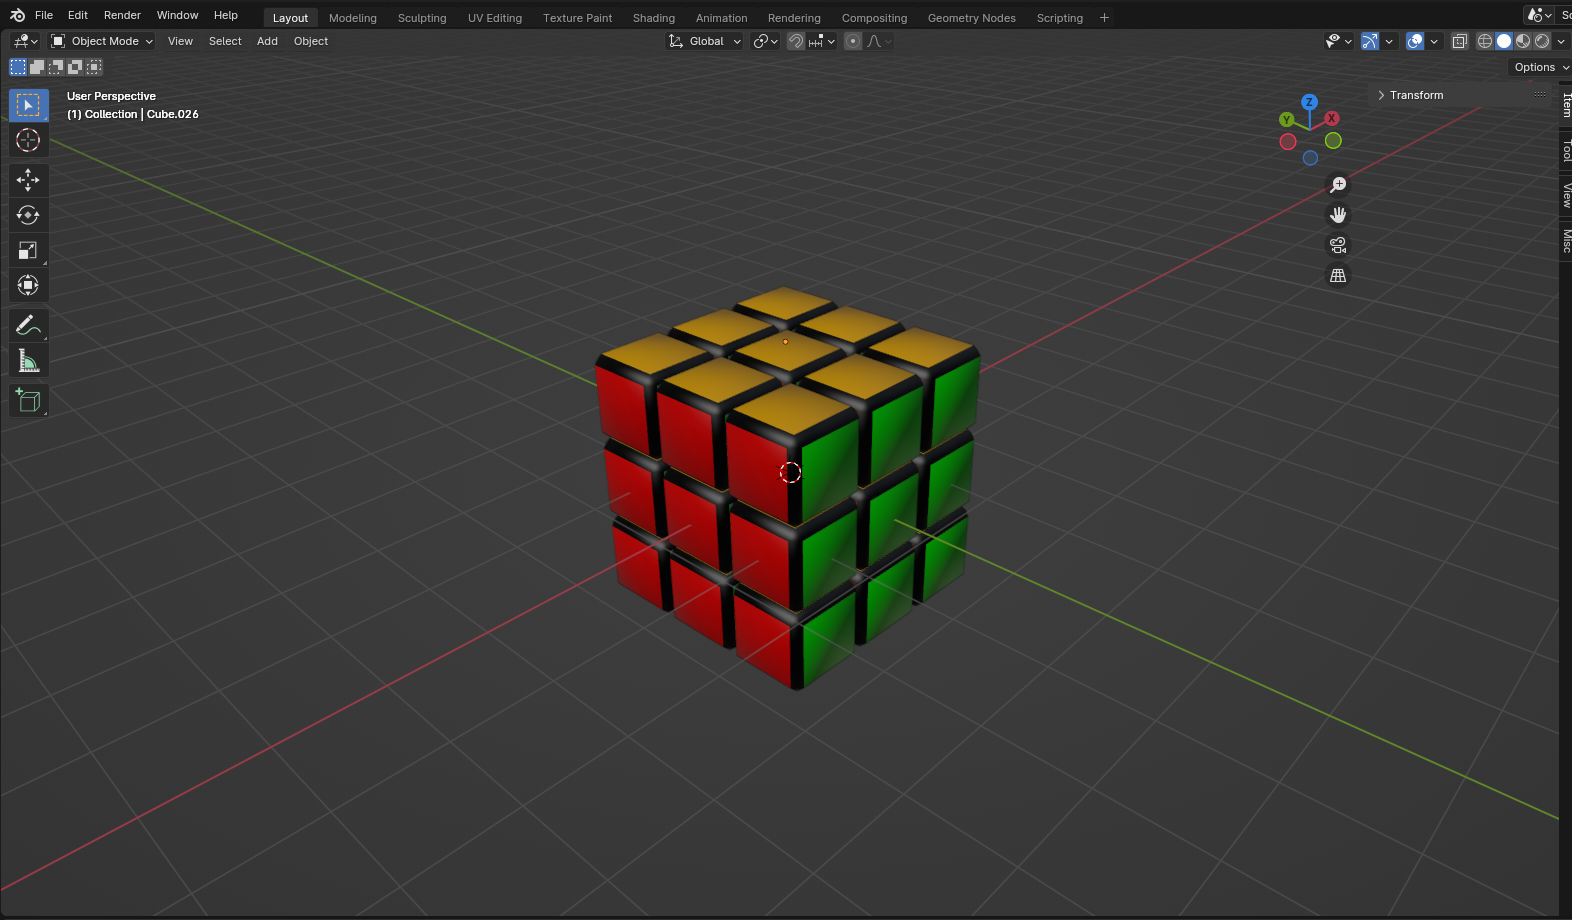 File Edit Render Window Help Layout Modeling Sculpting UV Editing Texture Paint Shading Animation Rendering Compositing Geometry Nodes Scripting +
Object Mode View Select Add Object Global
Options
User Perspective
(1) Collection | Cube.026
Transform
Z
Y X
Item
Tool
View
Misc